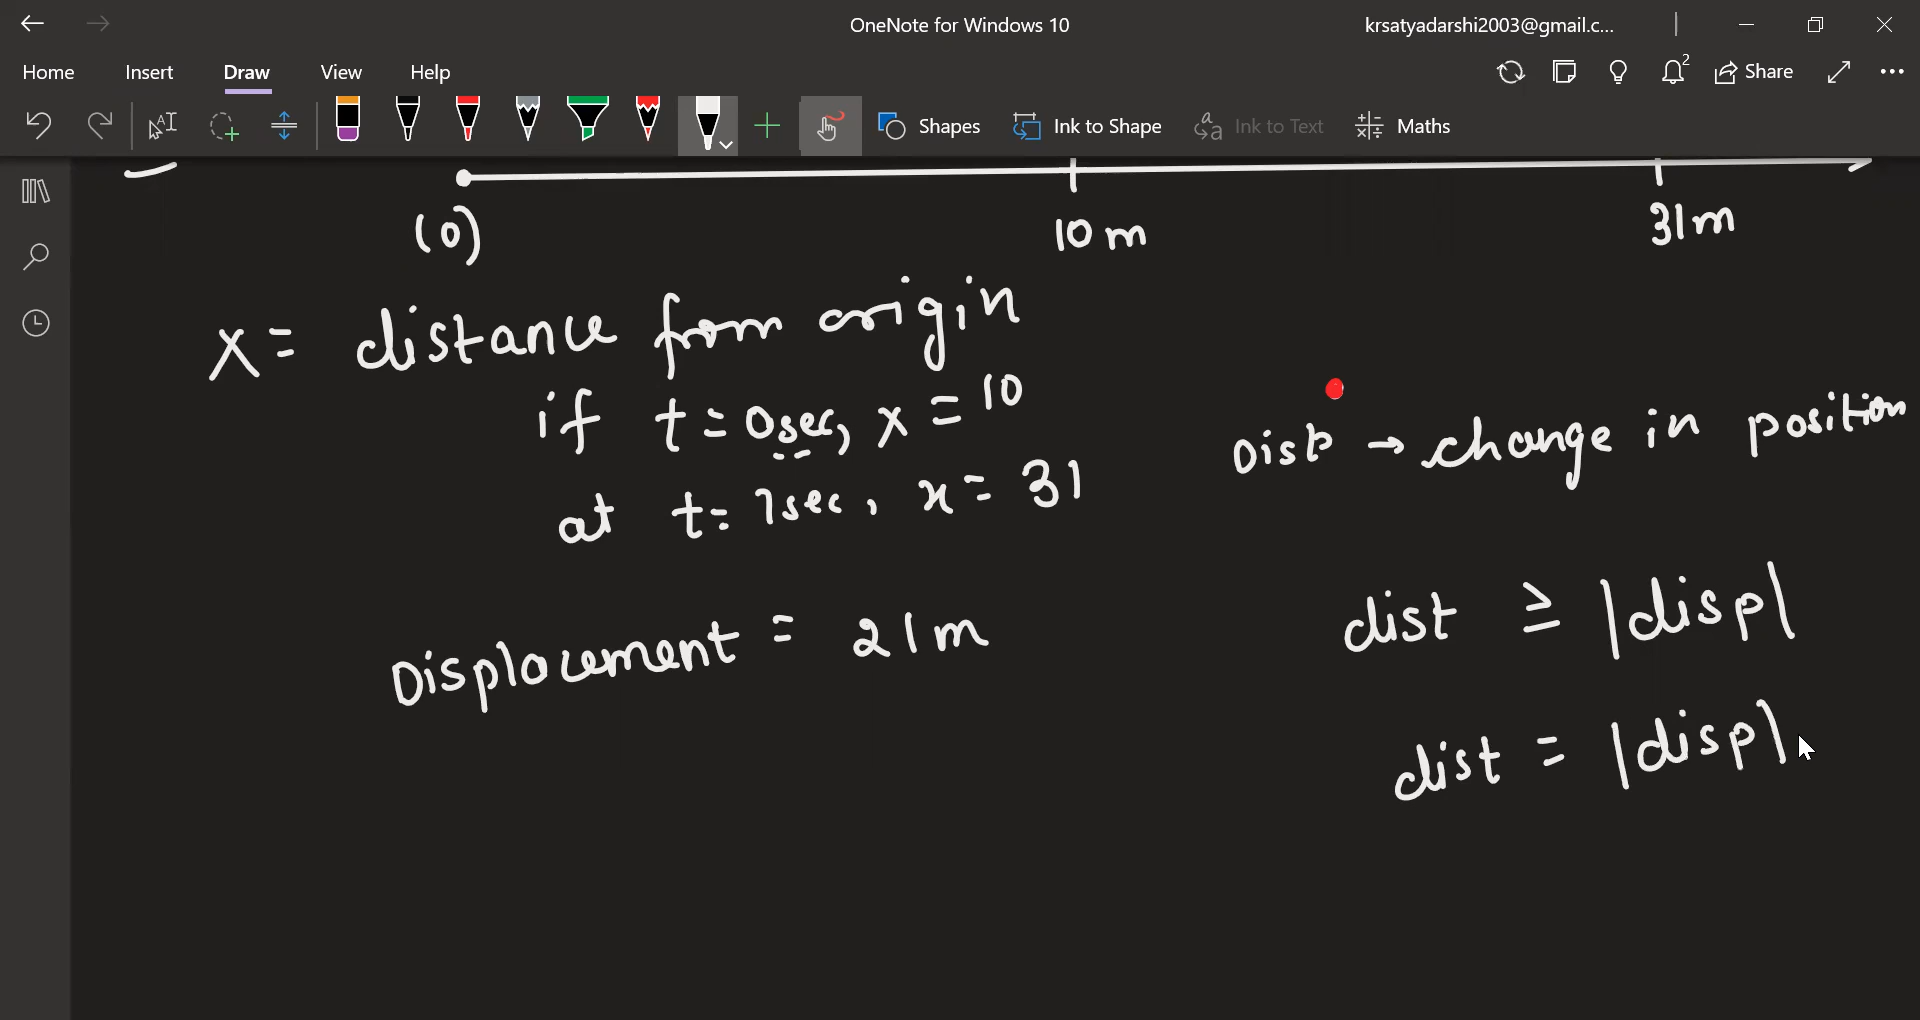 OneNote for Windows 10
krsatyadarshi2003@gmail.c...
Home Insert Draw View Help
2
Share
Shapes Ink to Shape Ink to Text Maths
(0) 10 m 31m
X = distance from origin
if t = 0sec, x = 10
at t = 7sec, x = 31
Dist → change in position
Displacement = 21m
dist ≥ |disp|
dist = |disp|